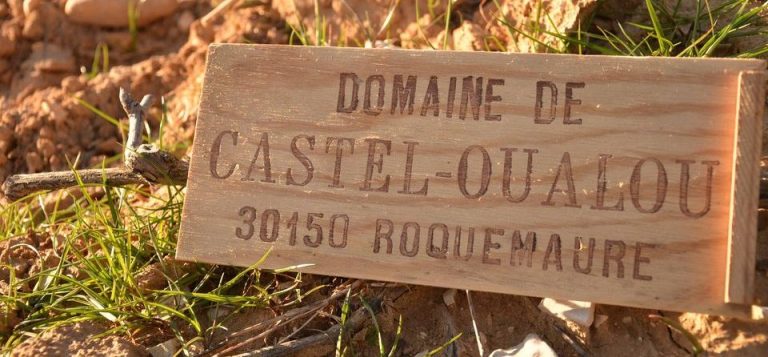 DOMAINE DE
CASTEL-OUALOU
30150 ROQUEMAURE